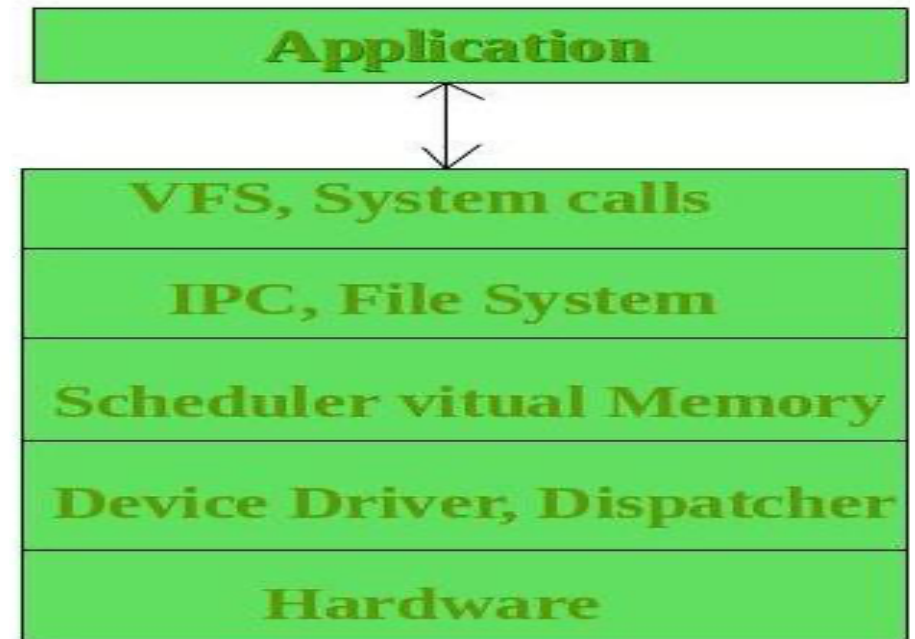 Application
VFS, System calls
IPC, File System
Scheduler vitual Memory
Device Driver, Dispatcher
Hardware